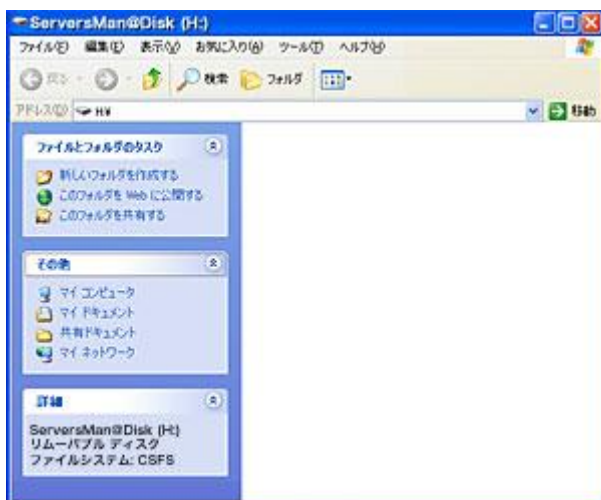 ServersMan@Disk (H:)
ファイル(F) 編集(E) 表示(V) お気に入り(A) ツール(T) ヘルプ(H)
戻る 検索 フォルダ
アドレス(D) H:¥ 移動
ファイルとフォルダのタスク
新しいフォルダを作成する
このフォルダを Web に公開する
このフォルダを共有する
その他
マイ コンピュータ
マイ ドキュメント
共有ドキュメント
マイ ネットワーク
詳細
ServersMan@Disk (H:)
リムーバブル ディスク
ファイルシステム: CSFS